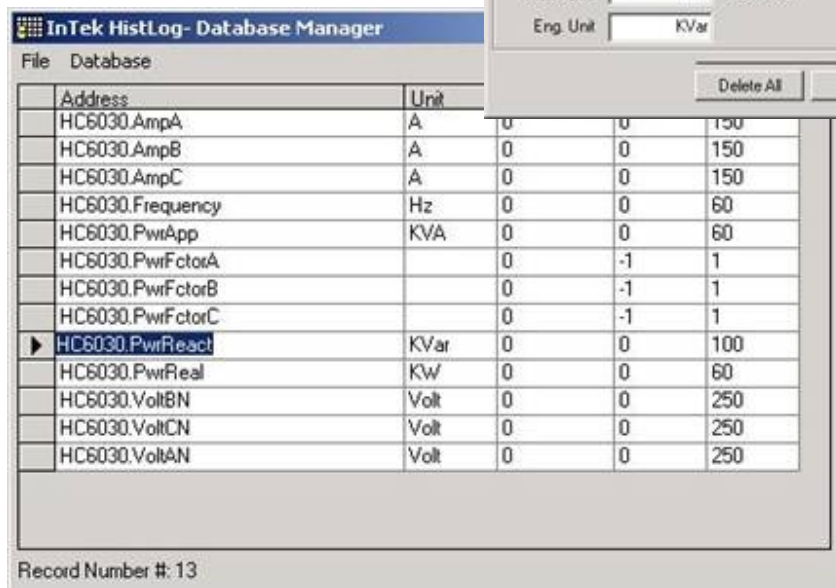 InTek HistLog- Database Manager
Eng. Unit KVar
File Database
Delete All
Address Unit
HC6030.AmpA A 0 0 150
HC6030.AmpB A 0 0 150
HC6030.AmpC A 0 0 150
HC6030.Frequency Hz 0 0 60
HC6030.PwrApp KVA 0 0 60
HC6030.PwrFctorA 0 -1 1
HC6030.PwrFctorB 0 -1 1
HC6030.PwrFctorC 0 -1 1
HC6030.PwrReact KVar 0 0 100
HC6030.PwrReal KW 0 0 60
HC6030.VoltBN Volt 0 0 250
HC6030.VoltCN Volt 0 0 250
HC6030.VoltAN Volt 0 0 250
Record Number #: 13